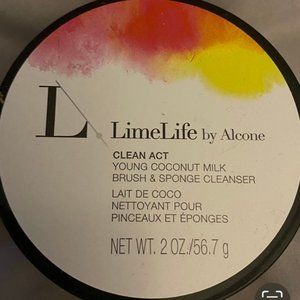 L
LimeLife by Alcone
CLEAN ACT
YOUNG COCONUT MILK
BRUSH & SPONGE CLEANSER
LAIT DE COCO
NETTOYANT POUR
PINCEAUX ET ÉPONGES
NET WT. 2 OZ./56.7 g